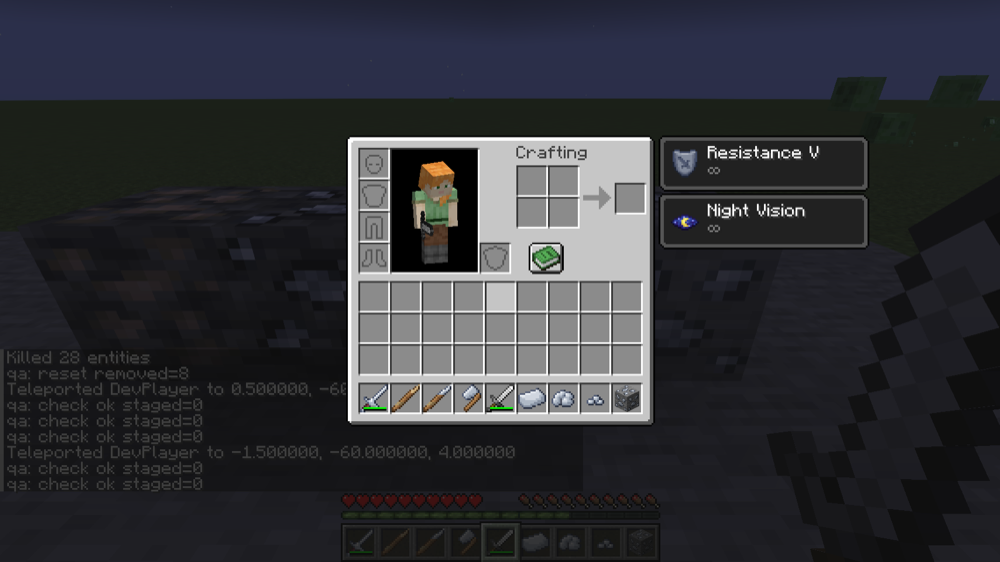 Crafting
Resistance V
∞
Night Vision
∞
Killed 28 entities
qa: reset removed=8
Teleported DevPlayer to 0.500000, -60
qa: check ok staged=0
qa: check ok staged=0
qa: check ok staged=0
Teleported DevPlayer to -1.500000, -60.000000, 4.000000
qa: check ok staged=0
qa: check ok staged=0